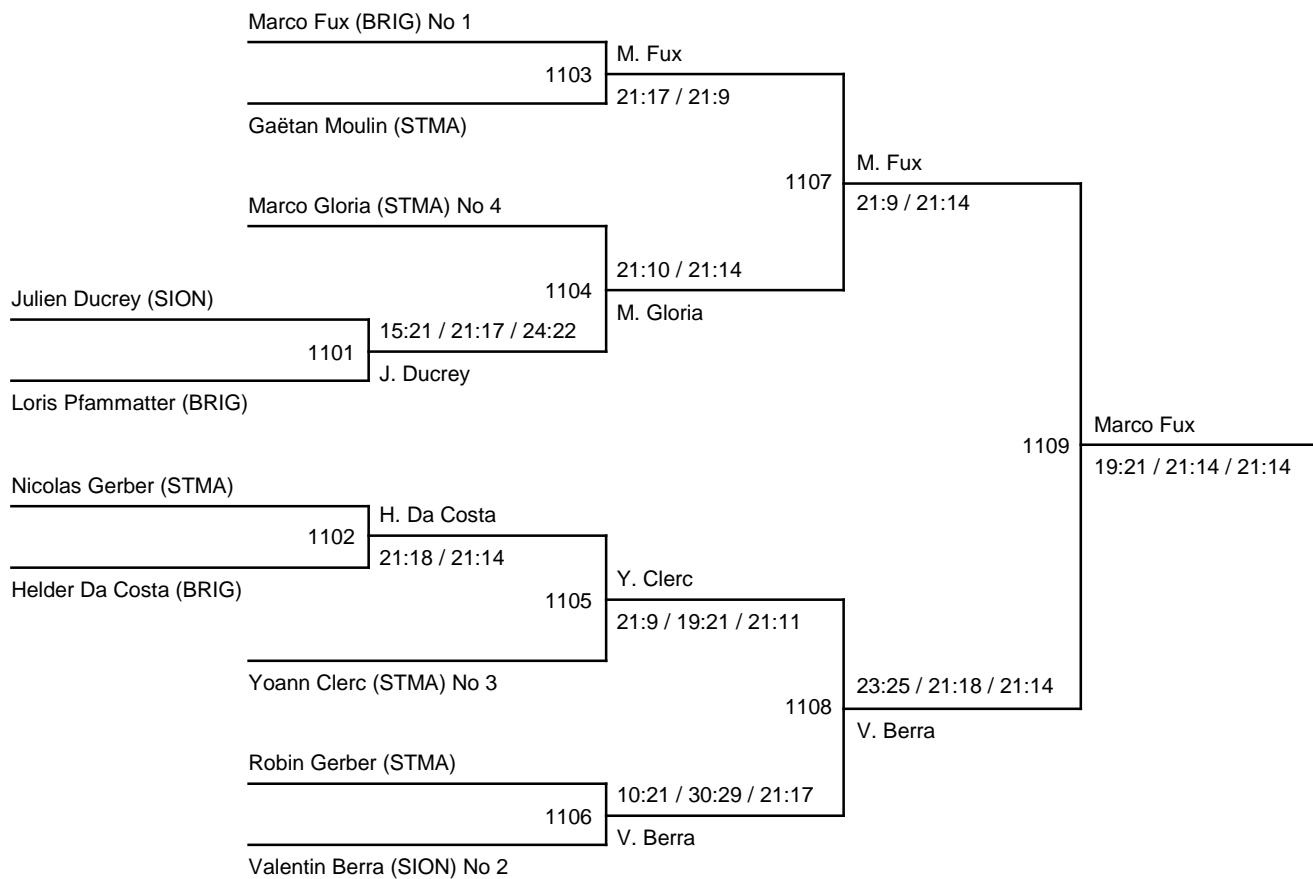 Marco Fux (BRIG) No 1
M. Fux
1103
21:17 / 21:9
Gaëtan Moulin (STMA)
M. Fux
1107
21:9 / 21:14
Marco Gloria (STMA) No 4
21:10 / 21:14
1104
M. Gloria
Julien Ducrey (SION)
15:21 / 21:17 / 24:22
1101
J. Ducrey
Loris Pfammatter (BRIG)
Marco Fux
1109
19:21 / 21:14 / 21:14
Nicolas Gerber (STMA)
H. Da Costa
1102
21:18 / 21:14
Helder Da Costa (BRIG)
Y. Clerc
1105
21:9 / 19:21 / 21:11
Yoann Clerc (STMA) No 3
23:25 / 21:18 / 21:14
1108
V. Berra
Robin Gerber (STMA)
10:21 / 30:29 / 21:17
1106
V. Berra
Valentin Berra (SION) No 2